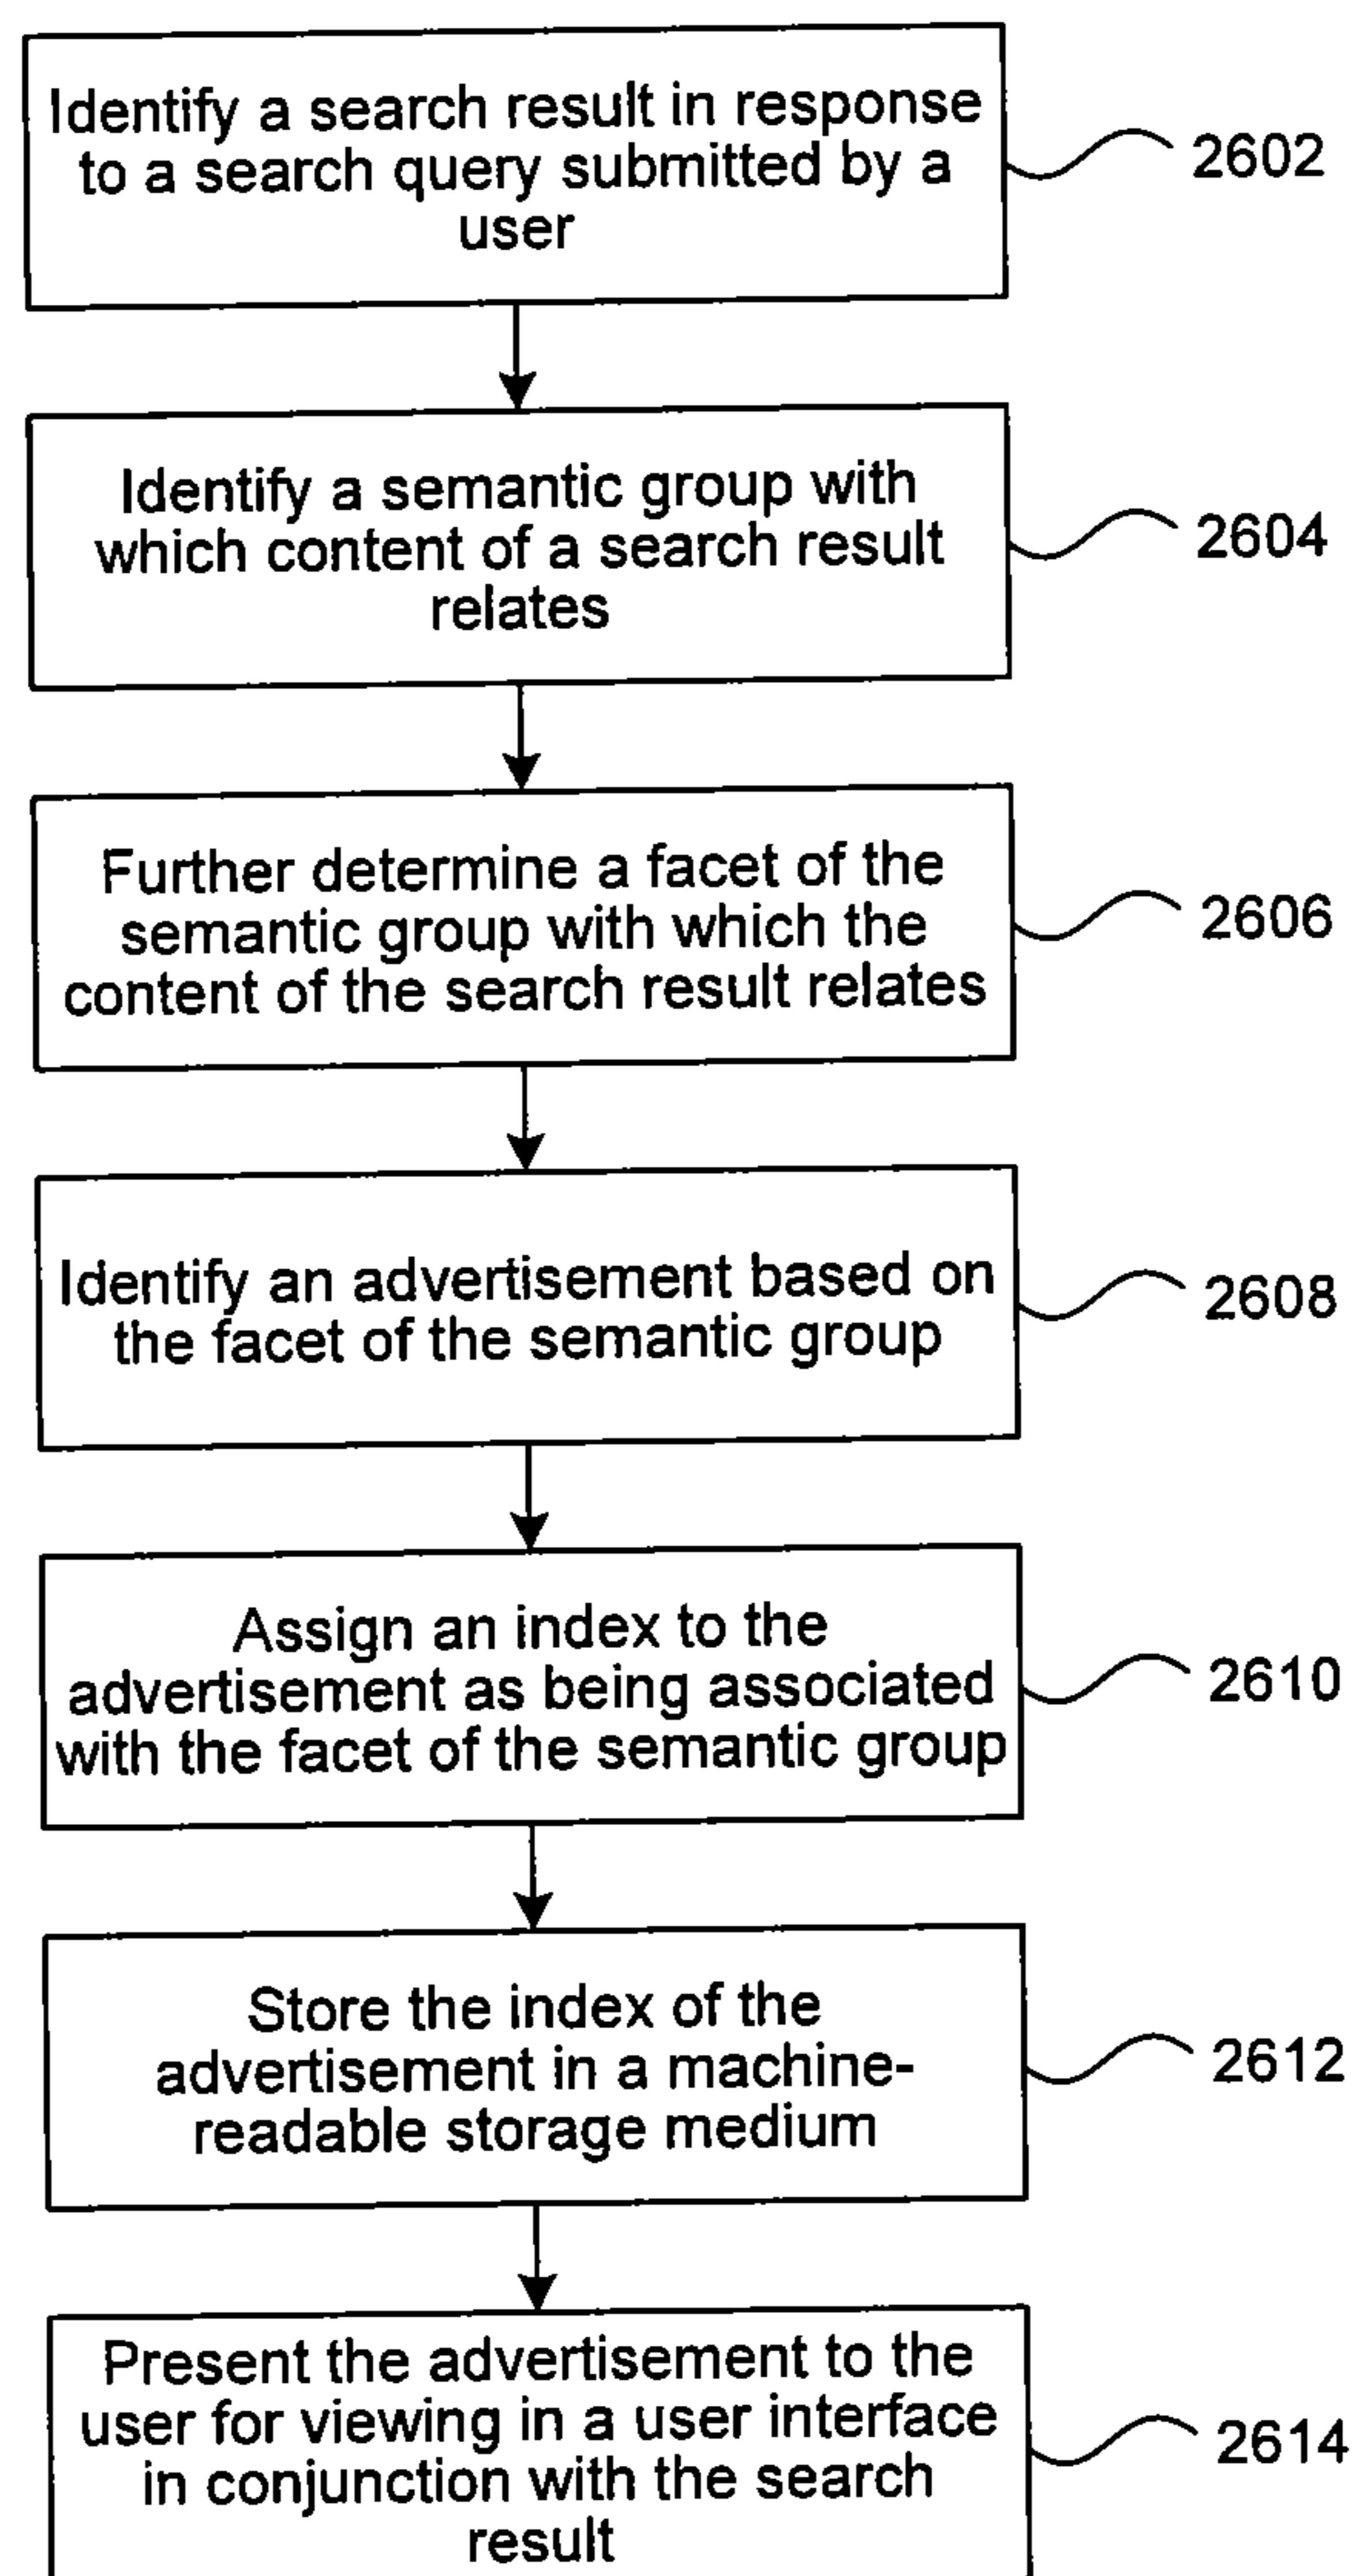 Identify a search result in response
to a search query submitted by a
user
2602
Identify a semantic group with
which content of a search result
relates
2604
Further determine a facet of the
semantic group with which the
content of the search result relates
2606
Identify an advertisement based on
the facet of the semantic group
2608
Assign an index to the
advertisement as being associated
with the facet of the semantic group
2610
Store the index of the
advertisement in a machine-
readable storage medium
2612
Present the advertisement to the
user for viewing in a user interface
in conjunction with the search
result
2614